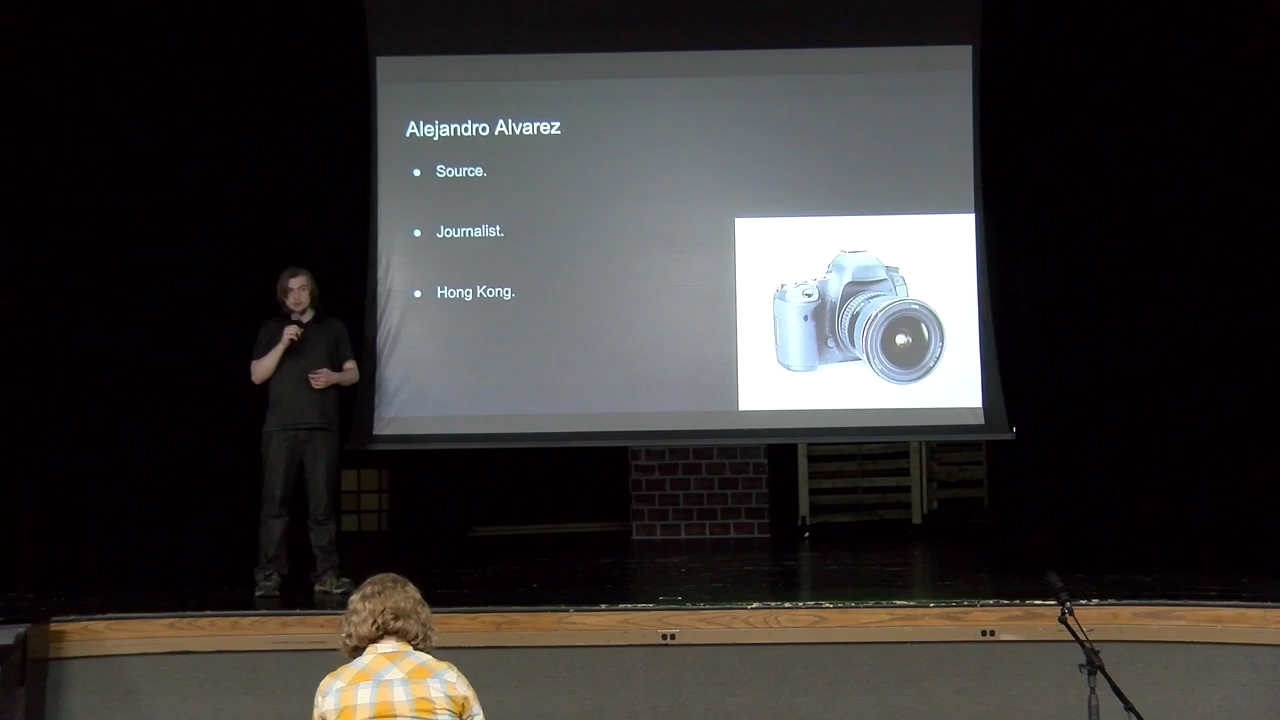 Alejandro Alvarez
● Source.
● Journalist.
● Hong Kong.